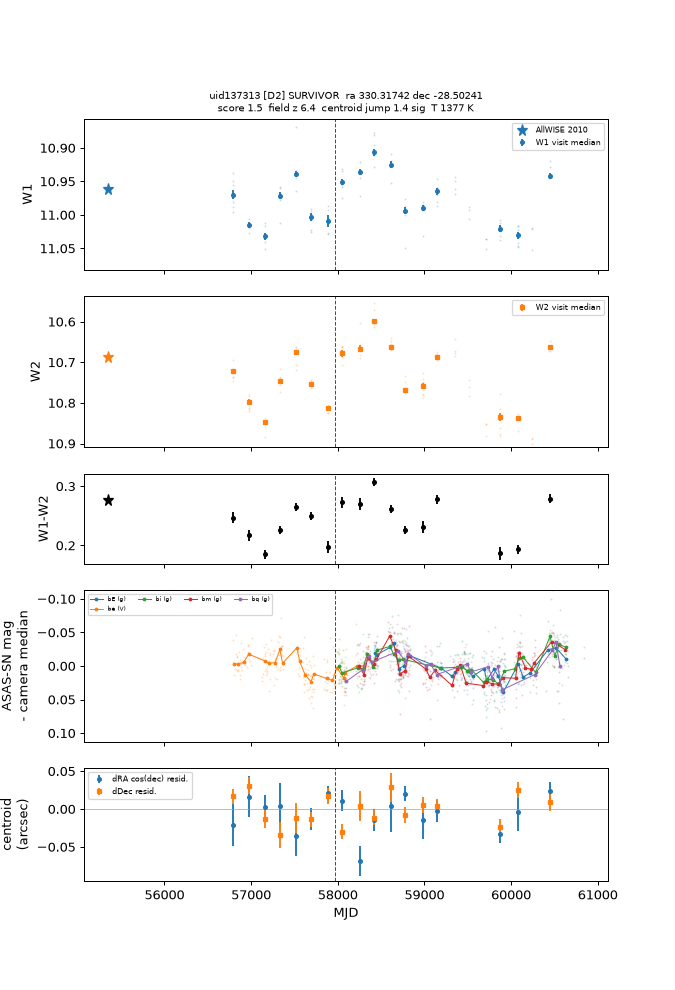 uid137313 [D2] SURVIVOR ra 330.31742 dec -28.50241
score 1.5 field z 6.4 centroid jump 1.4 sig T 1377 K
W1
10.90
10.95
11.00
11.05
AllWISE 2010
W1 visit median
W2
10.6
10.7
10.8
10.9
W2 visit median
W1-W2
0.3
0.2
ASAS-SN mag
- camera median
−0.10
−0.05
0.00
0.05
0.10
bE (g)
ba (V)
bi (g)
bm (g)
bq (g)
centroid
(arcsec)
0.05
0.00
−0.05
dRA cos(dec) resid.
dDec resid.
56000 57000 58000 59000 60000 61000
MJD